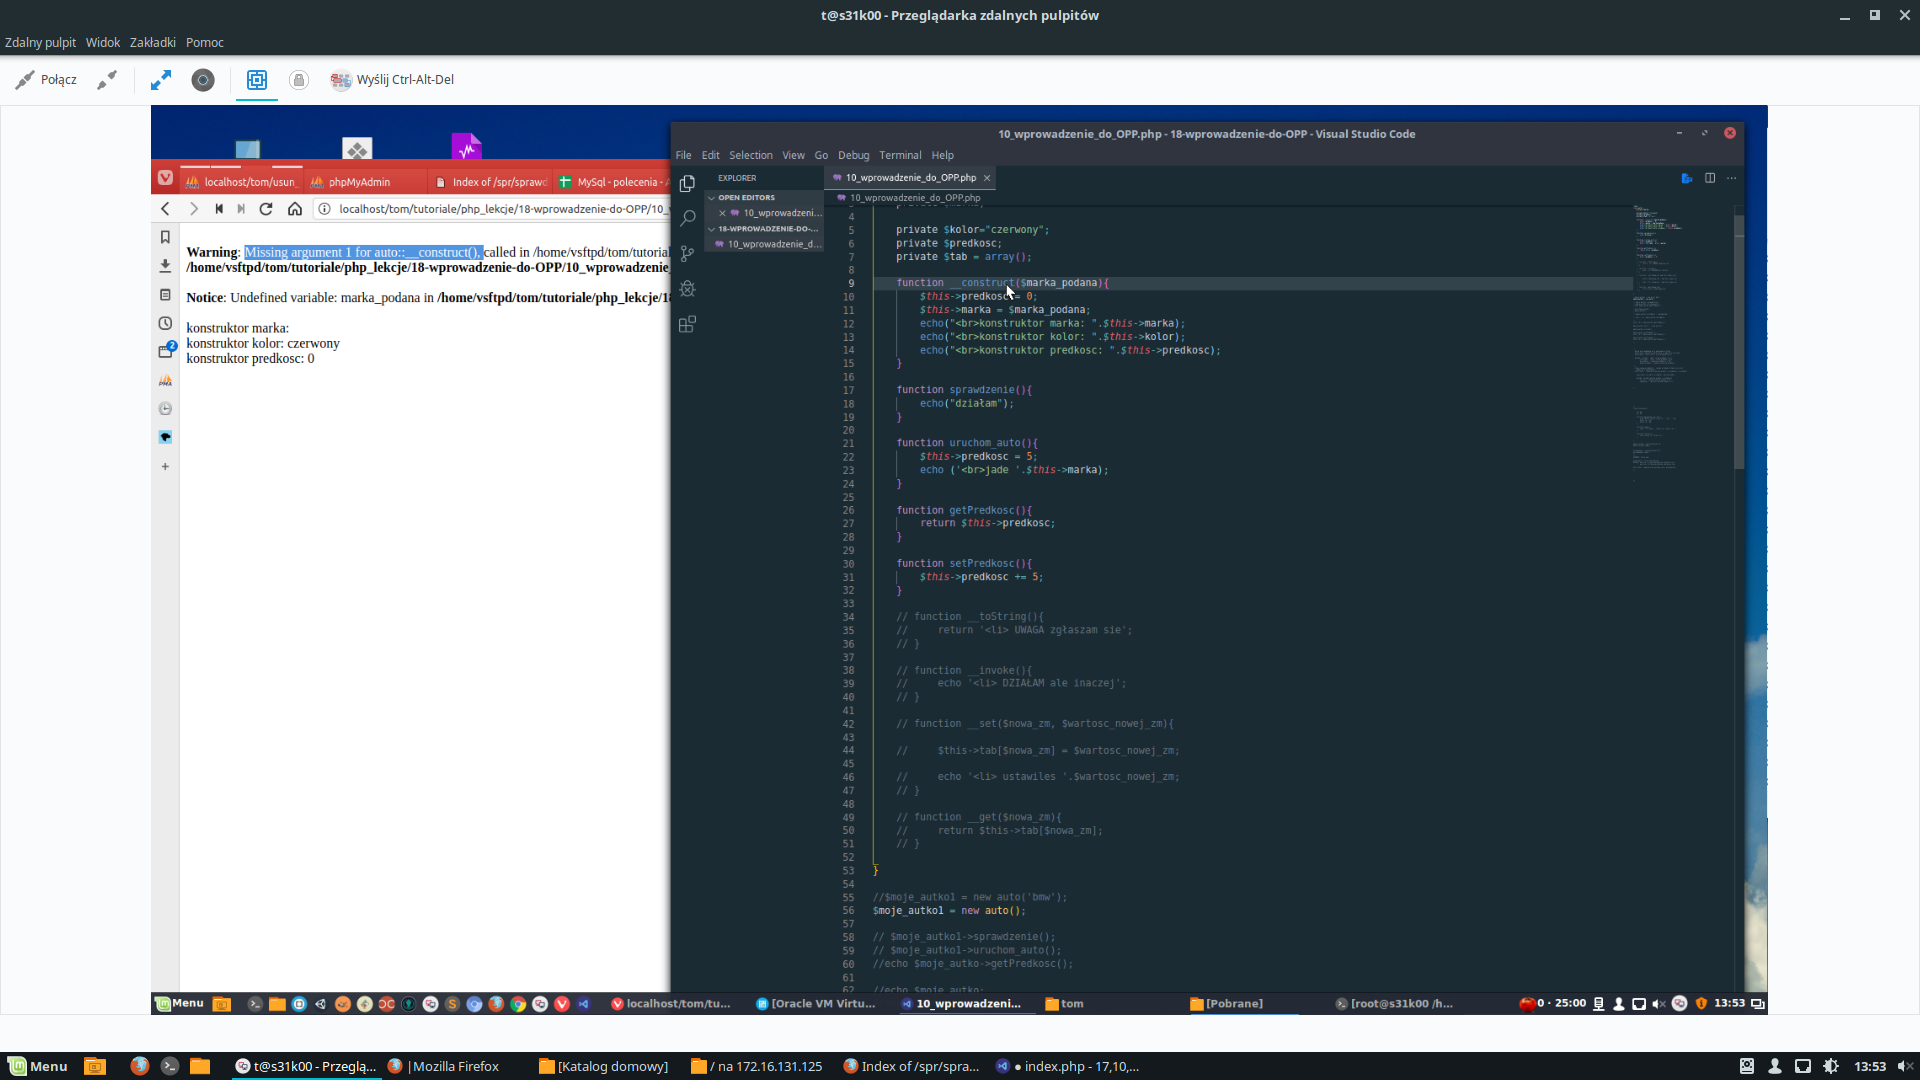 t@s31k00 - Przeglądarka zdalnych pulpitów
Zdalny pulpit Widok Zakładki Pomoc
Połącz Wyślij Ctrl-Alt-Del
10_wprowadzenie_do_OPP.php - 18-wprowadzenie-do-OPP - Visual Studio Code
File Edit Selection View Go Debug Terminal Help
localhost/tom/usun_ phpMyAdmin Index of /spr/sprawd MySql - polecenia - A
EXPLORER
10_wprowadzenie_do_OPP.php
localhost/tom/tutoriale/php_lekcje/18-wprowadzenie-do-OPP/10_
OPEN EDITORS
10_wprowadzeni...
18-WPROWADZENIE-DO-...
10_wprowadzenie_d...
10_wprowadzenie_do_OPP.php
Warning: Missing argument 1 for auto::__construct(), called in /home/vsftpd/tom/tutorial
/home/vsftpd/tom/tutoriale/php_lekcje/18-wprowadzenie-do-OPP/10_wprowadzenie_
Notice: Undefined variable: marka_podana in /home/vsftpd/tom/tutoriale/php_lekcje/18
konstruktor marka:
konstruktor kolor: czerwony
konstruktor predkosc: 0
2
4
5 private $kolor="czerwony";
6 private $predkosc;
7 private $tab = array();
8
9 function __construct($marka_podana){
10 $this->predkosc = 0;
11 $this->marka = $marka_podana;
12 echo("<br>konstruktor marka: ".$this->marka);
13 echo("<br>konstruktor kolor: ".$this->kolor);
14 echo("<br>konstruktor predkosc: ".$this->predkosc);
15 }
16
17 function sprawdzenie(){
18 echo("działam");
19 }
20
21 function uruchom_auto(){
22 $this->predkosc = 5;
23 echo ('<br>jade '.$this->marka);
24 }
25
26 function getPredkosc(){
27 return $this->predkosc;
28 }
29
30 function setPredkosc(){
31 $this->predkosc += 5;
32 }
33
34 // function __toString(){
35 // return '<li> UWAGA zgłaszam sie';
36 // }
37
38 // function __invoke(){
39 // echo '<li> DZIAŁAM ale inaczej';
40 // }
41
42 // function __set($nowa_zm, $wartosc_nowej_zm){
43
44 // $this->tab[$nowa_zm] = $wartosc_nowej_zm;
45
46 // echo '<li> ustawiles '.$wartosc_nowej_zm;
47 // }
48
49 // function __get($nowa_zm){
50 // return $this->tab[$nowa_zm];
51 // }
52
53 }
54
55 //$moje_autko1 = new auto('bmw');
56 $moje_autko1 = new auto();
57
58 // $moje_autko1->sprawdzenie();
59 // $moje_autko1->uruchom_auto();
60 //echo $moje_autko->getPredkosc();
61
62 //echo $moje_autko;
Menu localhost/tom/tu... [Oracle VM Virtu... 10_wprowadzeni... tom [Pobrane] [root@s31k00 /h... 0 · 25:00 13:53
Menu t@s31k00 - Przeglą... |Mozilla Firefox [Katalog domowy] / na 172.16.131.125 Index of /spr/spra... ● index.php - 17,10,... 13:53